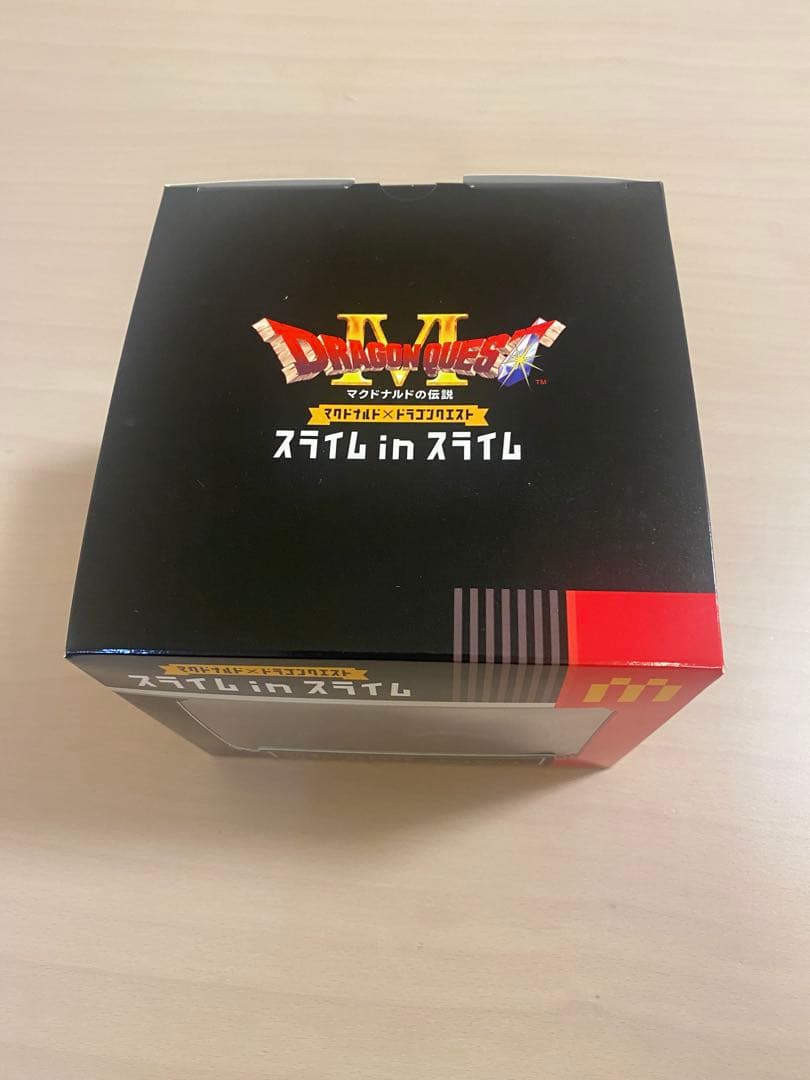 DRAGON QUEST
マクドナルドの伝説
マクドナルド×ドラゴンクエスト
スライム in スライム
TM
マクドナルド×ドラゴンクエスト
スライム in スライム